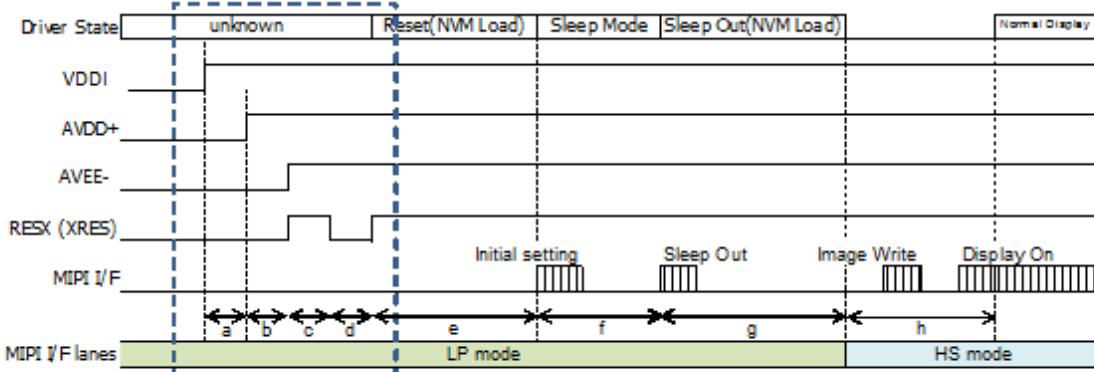 Driver State unknown Reset(NVM Load) Sleep Mode Sleep Out(NVM Load) Normal Display
VDDI
AVDD+
AVEE-
RESX (XRES)
Initial setting Sleep Out Image Write Display On
MIPI I/F
a b c d e f g h
MIPI I/F lanes LP mode HS mode